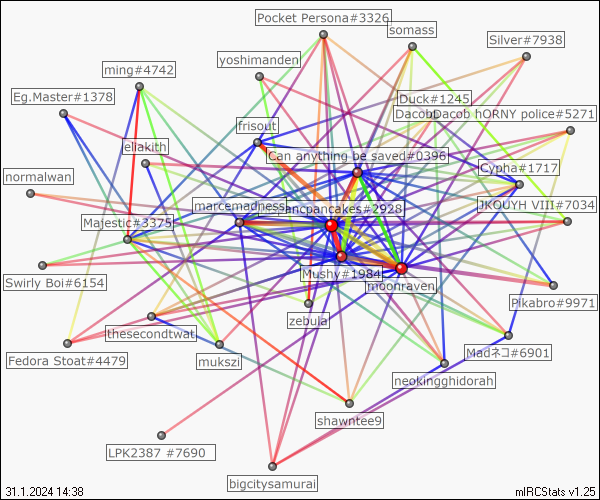 Pocket Persona#3326
somass
Silver#7938
yoshimanden
ming#4742
Eg.Master#1378
Duck#1245
DacobDacob hORNY police#5271
frisout
Can anything be saved#0396
eliakith
Cypha#1717
normalwan
marcemadness
ancpancakes#2928
JKOUYH VIII#7034
Majestic#3375
Mushy#1984
moonraven
Swirly Boi#6154
Pikabro#9971
zebula
thesecondtwat
Madネコ#6901
Fedora Stoat#4479
mukszi
neokingghidorah
shawntee9
LPK2387 #7690
bigcitysamurai
31.1.2024 14:38
mIRCStats v1.25